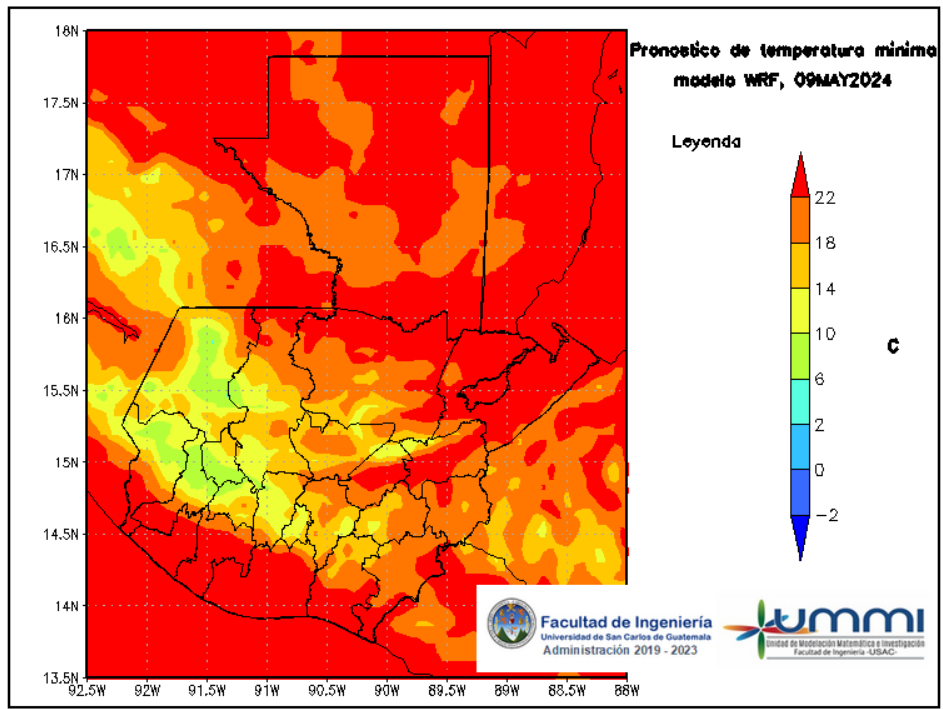 Pronostico de temperatura minima
modelo WRF, 09MAY2024
Leyenda
22
18
14
10
6
2
0
−2
C
18N
17.5N
17N
16.5N
16N
15.5N
15N
14.5N
14N
13.5N
92.5W 92W 91.5W 91W 90.5W 90W 89.5W 89W 88.5W 88W
Facultad de Ingeniería
Universidad de San Carlos de Guatemala
Administración 2019 - 2023
UMMI
Unidad de Modelación Matemática e Investigación
Facultad de Ingeniería -USAC-